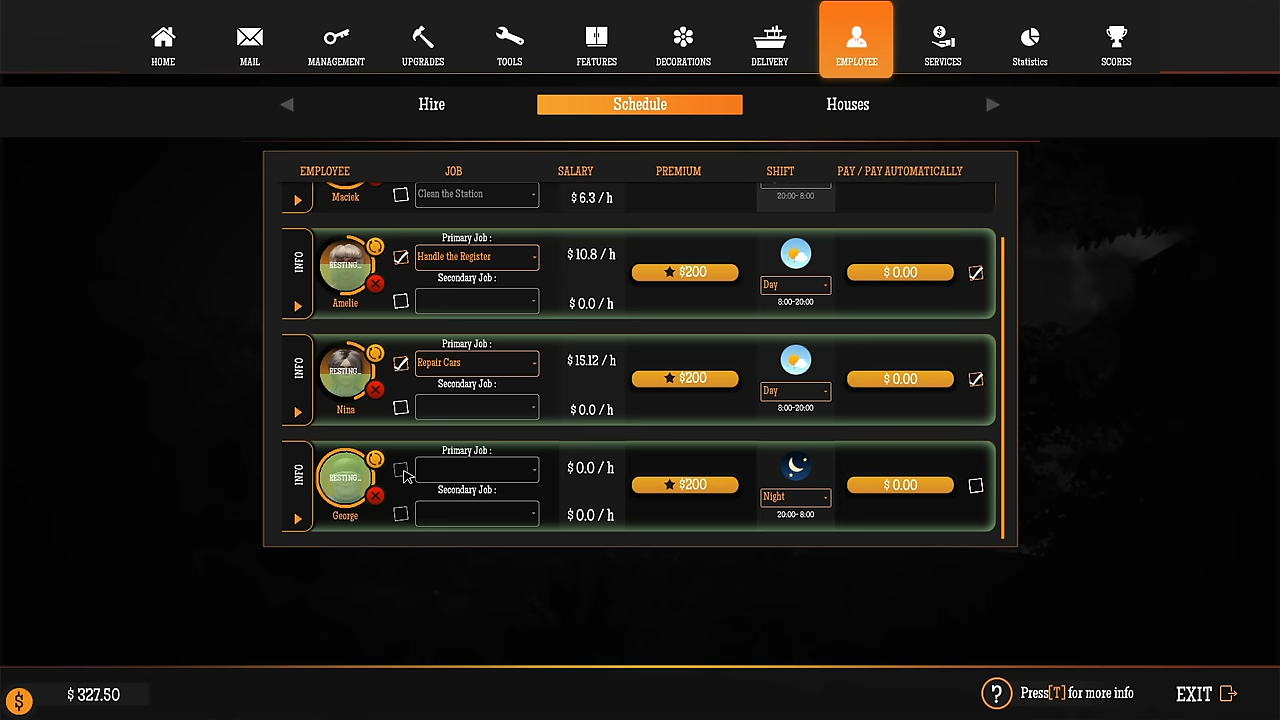 HOME MAIL MANAGEMENT UPGRADES TOOLS FEATURES DECORATIONS DELIVERY EMPLOYEE SERVICES Statistics SCORES
Hire Schedule Houses
EMPLOYEE JOB SALARY PREMIUM SHIFT PAY / PAY AUTOMATICALLY
Maciek Clean the Station $ 6.3 / h 20:00- 8:00
Primary Job :
INFO RESTING... Handle the Register $ 10.8 / h $200 Day $ 0.00
Secondary Job :
Amelie $ 0.0 / h 8:00-20:00
Primary Job :
INFO RESTING... Repair Cars $ 15.12 / h $200 Day $ 0.00
Secondary Job :
Nina $ 0.0 / h 8:00-20:00
Primary Job :
INFO RESTING... $ 0.0 / h $200 Night $ 0.00
Secondary Job :
George $ 0.0 / h 20:00- 8:00
$ $ 327.50 ? Press[T] for more info EXIT